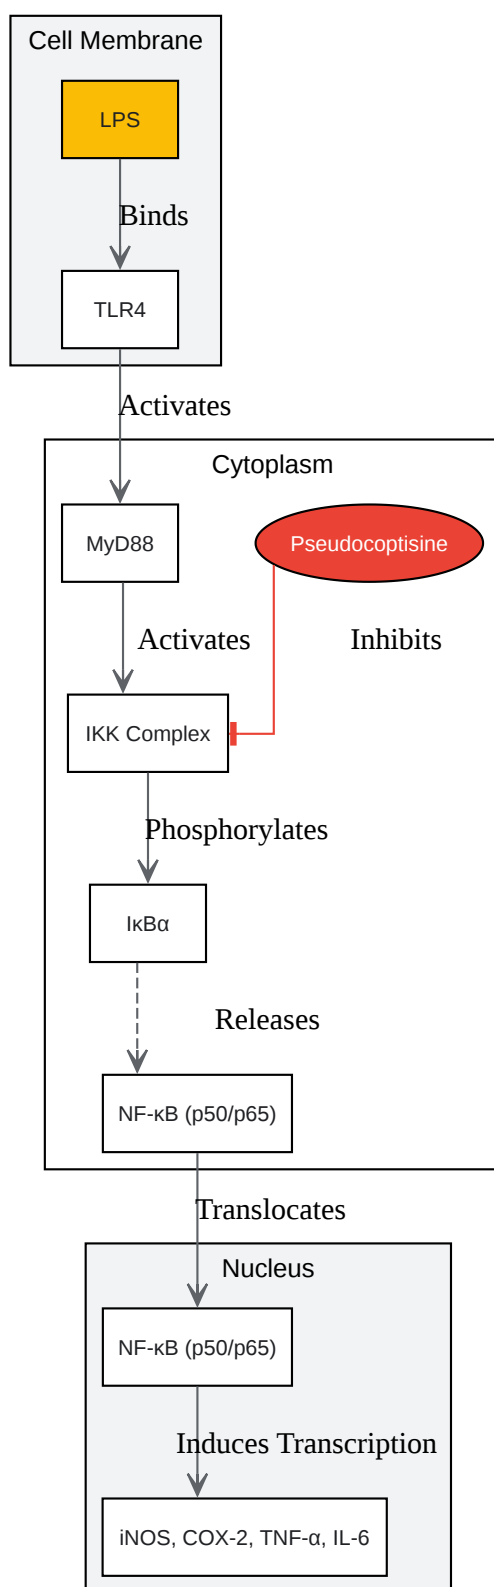 Cell Membrane
LPS
Binds
TLR4
Activates
Cytoplasm
MyD88
Pseudocoptisine
Activates
Inhibits
IKK Complex
Phosphorylates
IκBα
Releases
NF-κB (p50/p65)
Translocates
Nucleus
NF-κB (p50/p65)
Induces Transcription
iNOS, COX-2, TNF-α, IL-6